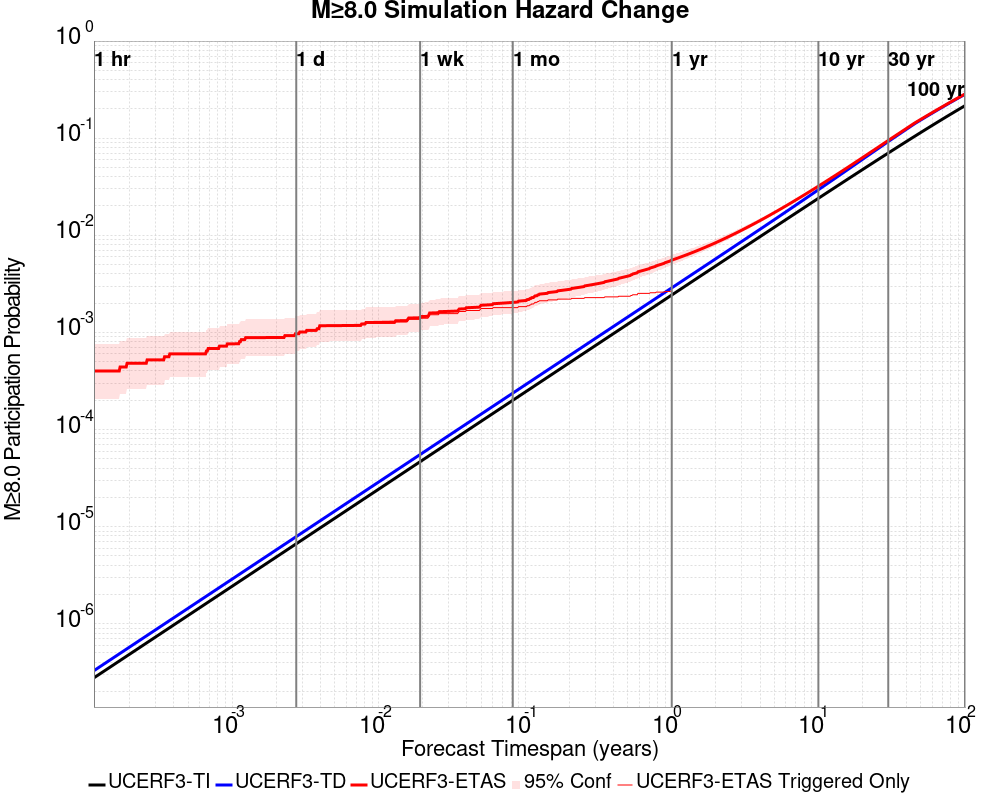 M≥8.0 Simulation Hazard Change
10^0
1 hr 1 d 1 wk 1 mo 1 yr 10 yr 30 yr
100 yr
10^-1
10^-2
10^-3
10^-4
10^-5
10^-6
M≥8.0 Participation Probability
10^-3 10^-2 10^-1 10^0 10^1 10^2
Forecast Timespan (years)
UCERF3-TI UCERF3-TD UCERF3-ETAS 95% Conf UCERF3-ETAS Triggered Only